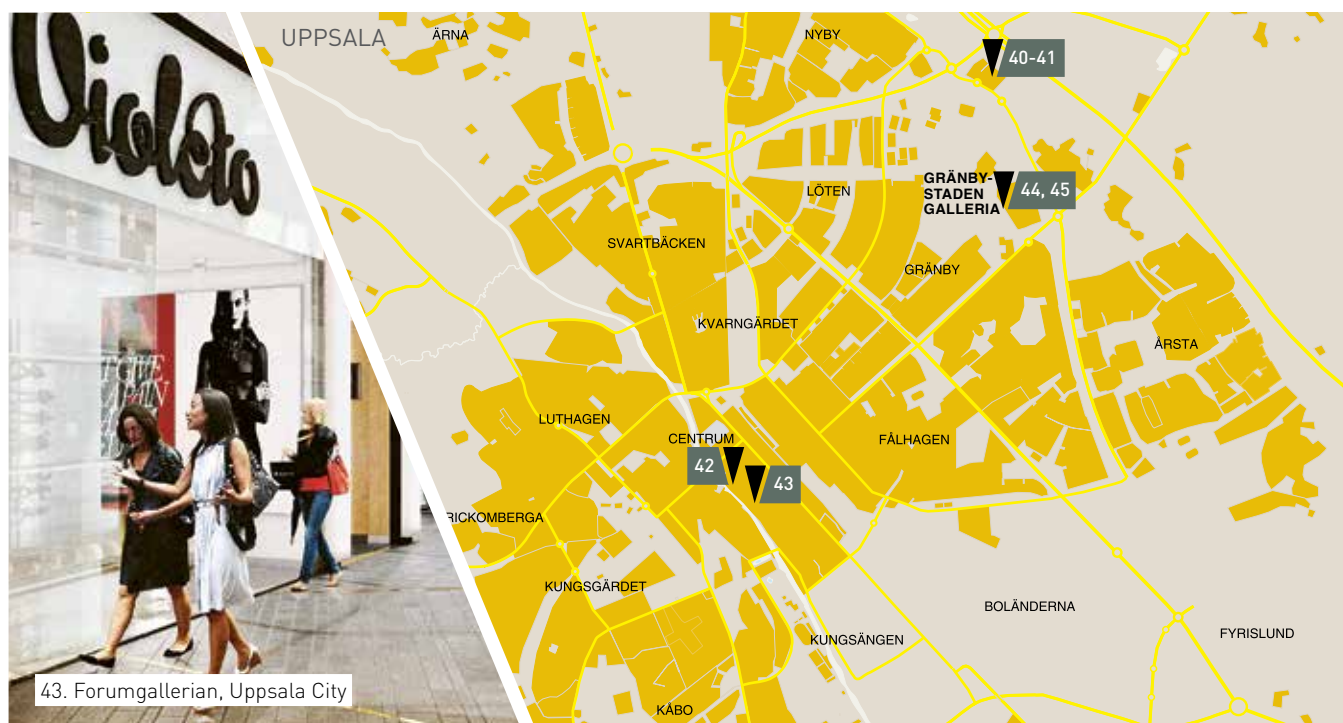 Violeta
43. Forumgallerian, Uppsala City
UPPSALA
ÄRNA
NYBY
40-41
LÖTEN
GRÄNBY-
STADEN
GALLERIA
44, 45
SVARTBÄCKEN
GRÄNBY
KVARNGÄRDET
ÅRSTA
LUTHAGEN
CENTRUM
FÅLHAGEN
42
43
RICKOMBERGA
KUNGSGÄRDET
BOLÄNDERNA
KUNGSÄNGEN
FYRISLUND
KÅBO